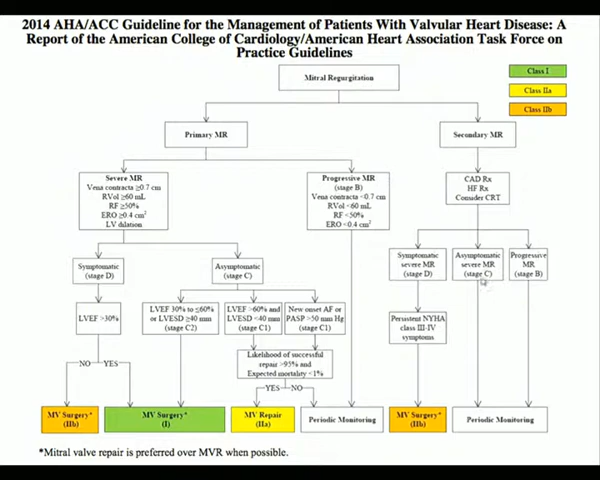 2014 AHA/ACC Guideline for the Management of Patients With Valvular Heart Disease: A
Report of the American College of Cardiology/American Heart Association Task Force on
Practice Guidelines
Mitral Regurgitation
Class I
Class IIa
Class IIb
Primary MR
Secondary MR
Severe MR
Vena contracta ≥0.7 cm
RVol ≥60 mL
RF ≥50%
ERO ≥0.4 cm²
LV dilation
Progressive MR
(stage B)
Vena contracta <0.7 cm
RVol <60 mL
RF <50%
ERO <0.4 cm²
CAD Rx
HF Rx
Consider CRT
Symptomatic
(stage D)
Asymptomatic
(stage C)
Symptomatic
severe MR
(stage D)
Asymptomatic
severe MR
(stage C)
Progressive
MR
(stage B)
LVEF >30%
LVEF 30% to ≤60%
or LVESD ≥40 mm
(stage C2)
LVEF >60% and
LVESD <40 mm
(stage C1)
New onset AF or
PASP >50 mm Hg
(stage C1)
Persistent NYHA
class III-IV
symptoms
Likelihood of successful
repair >95% and
Expected mortality <1%
NO YES
YES NO
MV Surgery*
(IIb)
MV Surgery*
(I)
MV Repair
(IIa)
Periodic Monitoring
MV Surgery*
(IIb)
Periodic Monitoring
*Mitral valve repair is preferred over MVR when possible.